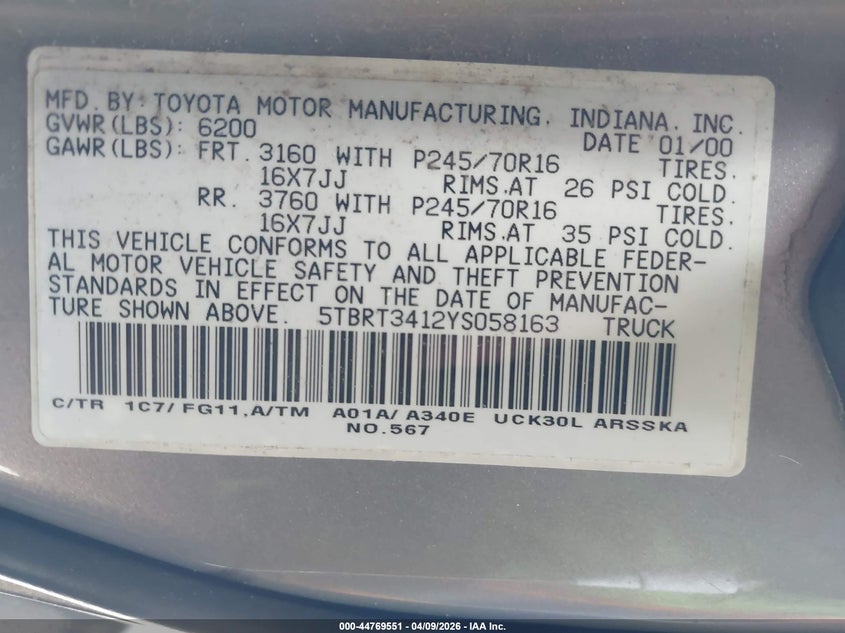 MFD. BY: TOYOTA MOTOR MANUFACTURING, INDIANA, INC.
GVWR(LBS): 6200 DATE 01/00
GAWR(LBS): FRT. 3160 WITH P245/70R16 TIRES.
16X7JJ RIMS.AT 26 PSI COLD.
RR. 3760 WITH P245/70R16 TIRES.
16X7JJ RIMS.AT 35 PSI COLD.
THIS VEHICLE CONFORMS TO ALL APPLICABLE FEDER-
AL MOTOR VEHICLE SAFETY AND THEFT PREVENTION
STANDARDS IN EFFECT ON THE DATE OF MANUFAC-
TURE SHOWN ABOVE. 5TBRT3412YS058163 TRUCK
C/TR 1C7/ FG11,A/TM A01A/ A340E UCK30L ARSSKA
NO.567
000-44769551 | 04/09/2026 | IAA Inc.